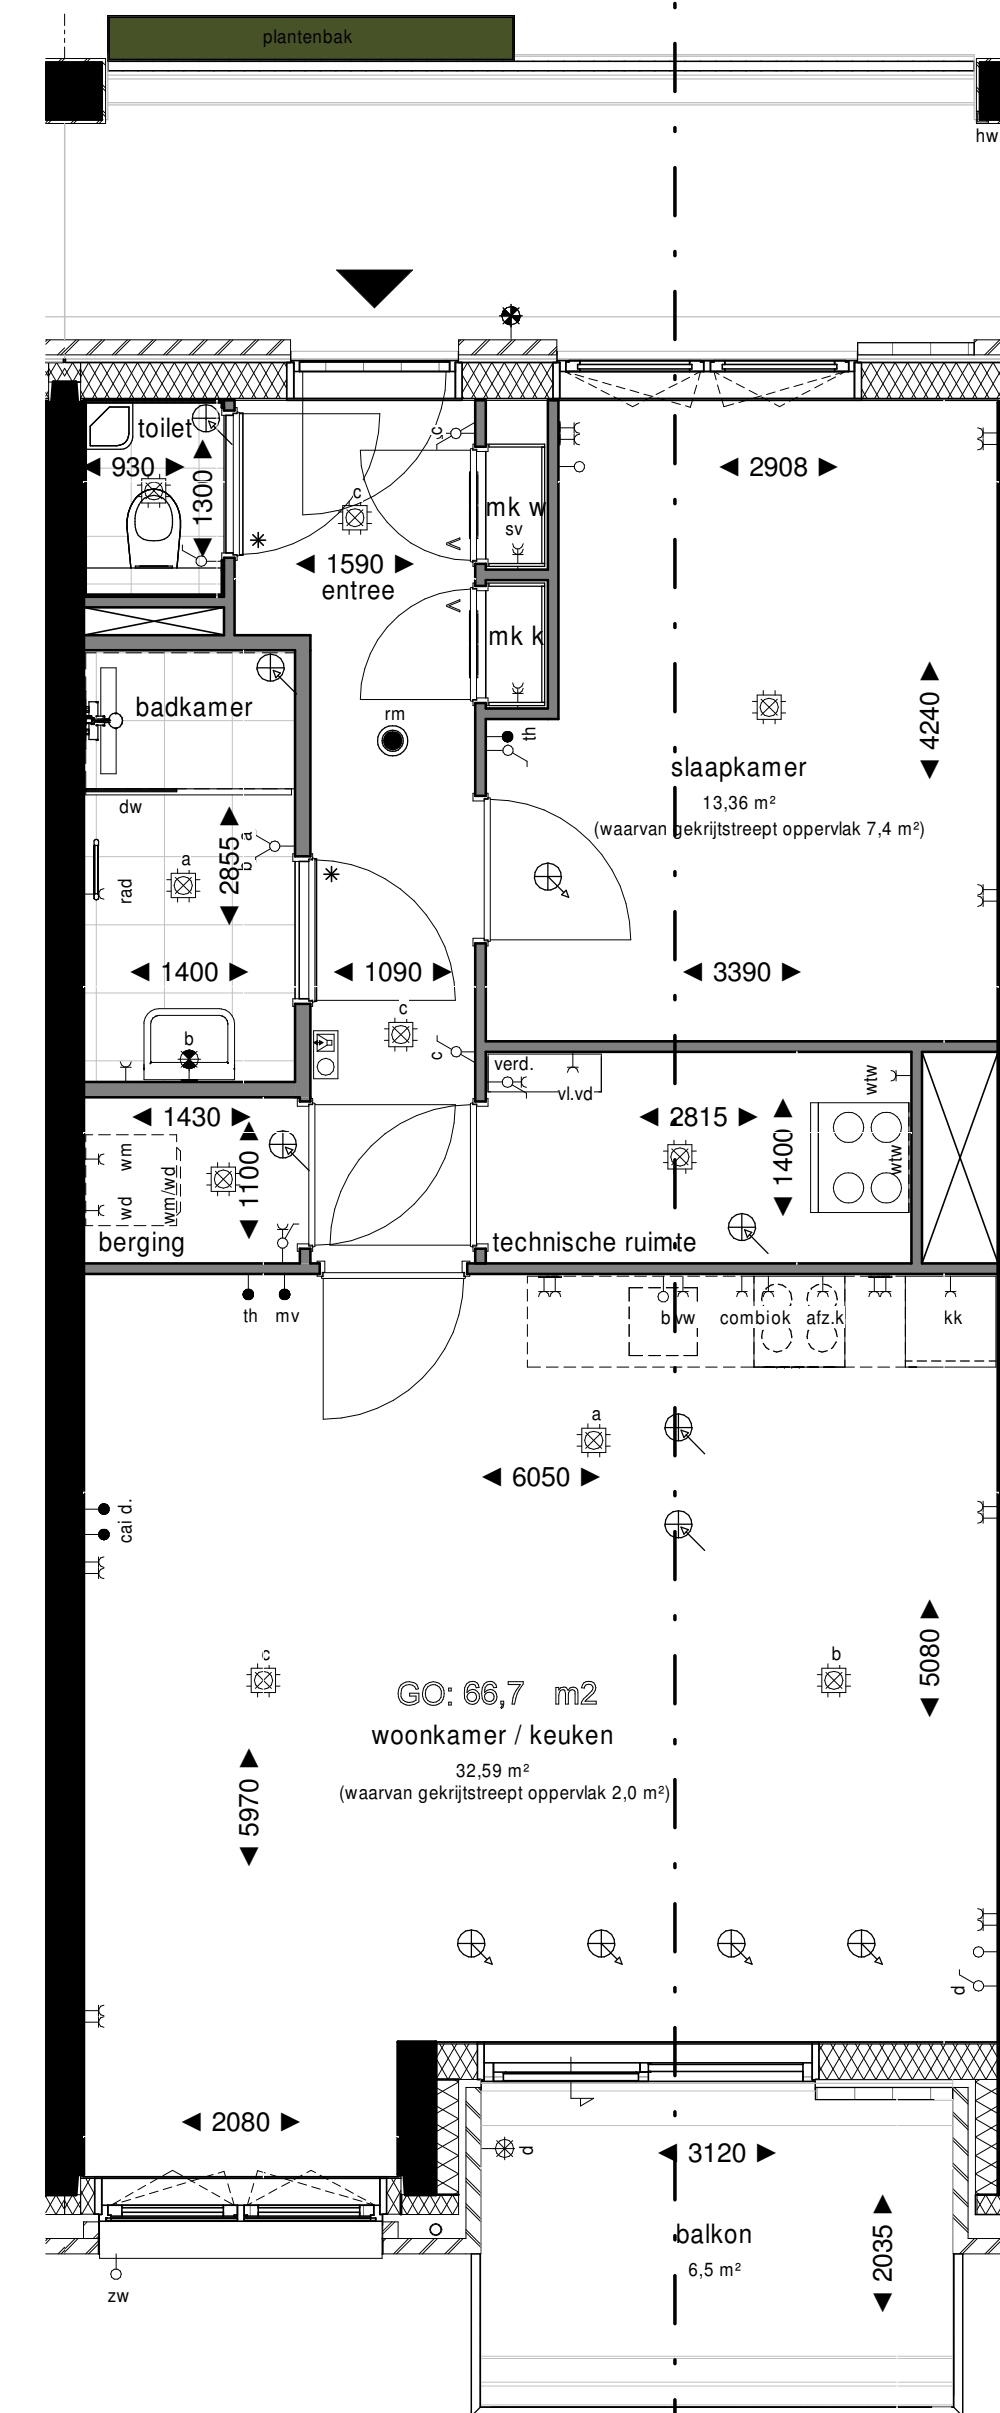 plantenbak
hw
toilet
930
1300
c
c
1590
entree
mk w
sv
2908
mk k
badkamer
rm
th
4240
slaapkamer
13,36 m²
(waarvan gekrijtstreept oppervlak 7,4 m²)
dw
2855
a
b
a
rad
1400
1090
3390
c
c
b
verd.
vl.vd
wtw
1430
1100
2815
1400
wtw
wm
wd
wm/wd
berging
technische ruimte
th
mv
b.vw
combiok
afz.k
kk
a
6050
cai d.
c
b
5080
GO: 66,7 m2
woonkamer / keuken
32,59 m²
(waarvan gekrijtstreept oppervlak 2,0 m²)
5970
d
2080
d
3120
balkon
6,5 m²
2035
zw